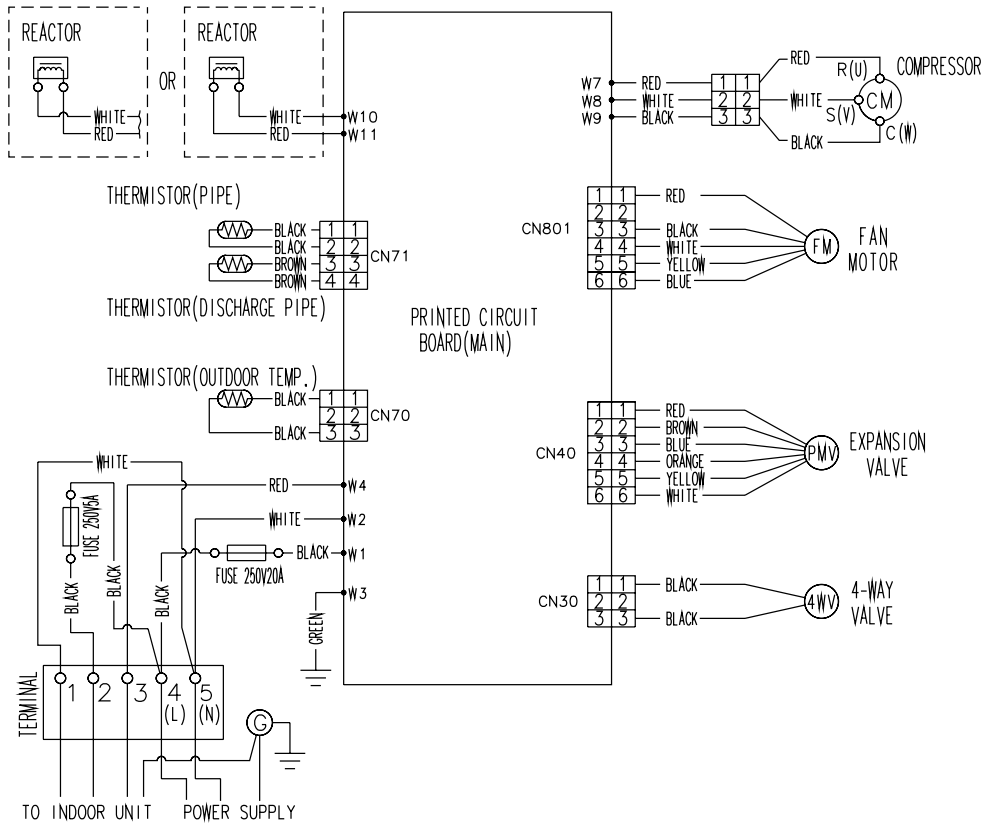 REACTOR
OR
REACTOR
WHITE
RED
WHITE
RED
W10
W11
W7
W8
W9
RED
WHITE
BLACK
1 1
2 2
3 3
RED
WHITE
BLACK
R(U)
S(V)
C(W)
CM
COMPRESSOR
THERMISTOR(PIPE)
BLACK
BLACK
BROWN
BROWN
1 1
2 2
3 3
4 4
CN71
THERMISTOR(DISCHARGE PIPE)
CN801
1 1
2 2
3 3
4 4
5 5
6 6
RED
BLACK
WHITE
YELLOW
BLUE
FM
FAN
MOTOR
PRINTED CIRCUIT
BOARD(MAIN)
THERMISTOR(OUTDOOR TEMP.)
BLACK
BLACK
1 1
2 2
3 3
CN70
CN40
1 1
2 2
3 3
4 4
5 5
6 6
RED
BROWN
BLUE
ORANGE
YELLOW
WHITE
PMV
EXPANSION
VALVE
WHITE
RED
W4
WHITE
W2
BLACK
W1
W3
FUSE 250V5A
FUSE 250V20A
BLACK
BLACK
BLACK
GREEN
CN30
1 1
2 2
3 3
BLACK
BLACK
4WV
4-WAY
VALVE
TERMINAL
1
2
3
4
(L)
5
(N)
G
TO INDOOR UNIT
POWER SUPPLY